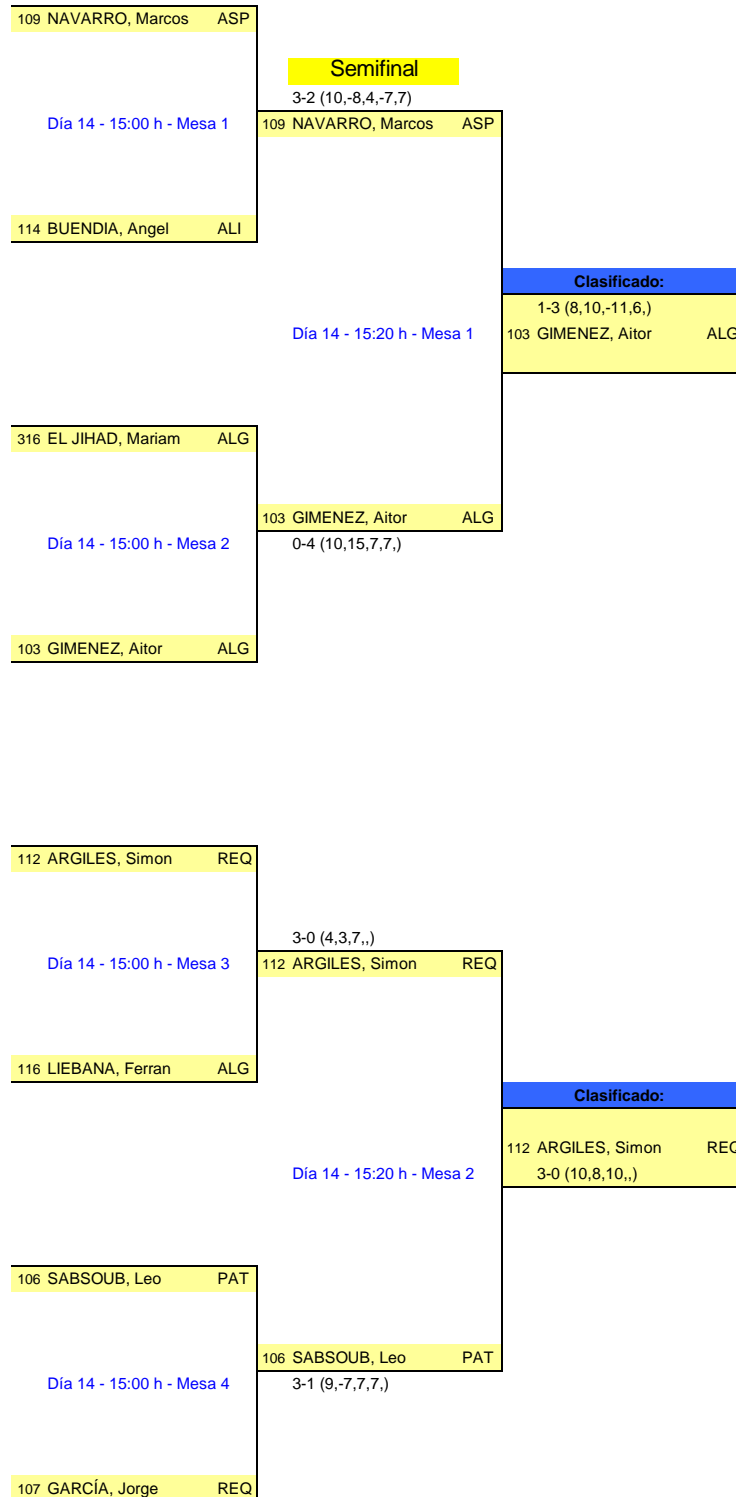 109 NAVARRO, Marcos ASP
Semifinal
3-2 (10,-8,4,-7,7)
Día 14 - 15:00 h - Mesa 1
109 NAVARRO, Marcos ASP
114 BUENDIA, Angel ALI
Clasificado:
1-3 (8,10,-11,6,)
Día 14 - 15:20 h - Mesa 1
103 GIMENEZ, Aitor ALG
316 EL JIHAD, Mariam ALG
103 GIMENEZ, Aitor ALG
Día 14 - 15:00 h - Mesa 2
0-4 (10,15,7,7,)
103 GIMENEZ, Aitor ALG
112 ARGILES, Simon REQ
3-0 (4,3,7,,)
Día 14 - 15:00 h - Mesa 3
112 ARGILES, Simon REQ
116 LIEBANA, Ferran ALG
Clasificado:
112 ARGILES, Simon REQ
Día 14 - 15:20 h - Mesa 2
3-0 (10,8,10,,)
106 SABSOUB, Leo PAT
106 SABSOUB, Leo PAT
Día 14 - 15:00 h - Mesa 4
3-1 (9,-7,7,7,)
107 GARCÍA, Jorge REQ